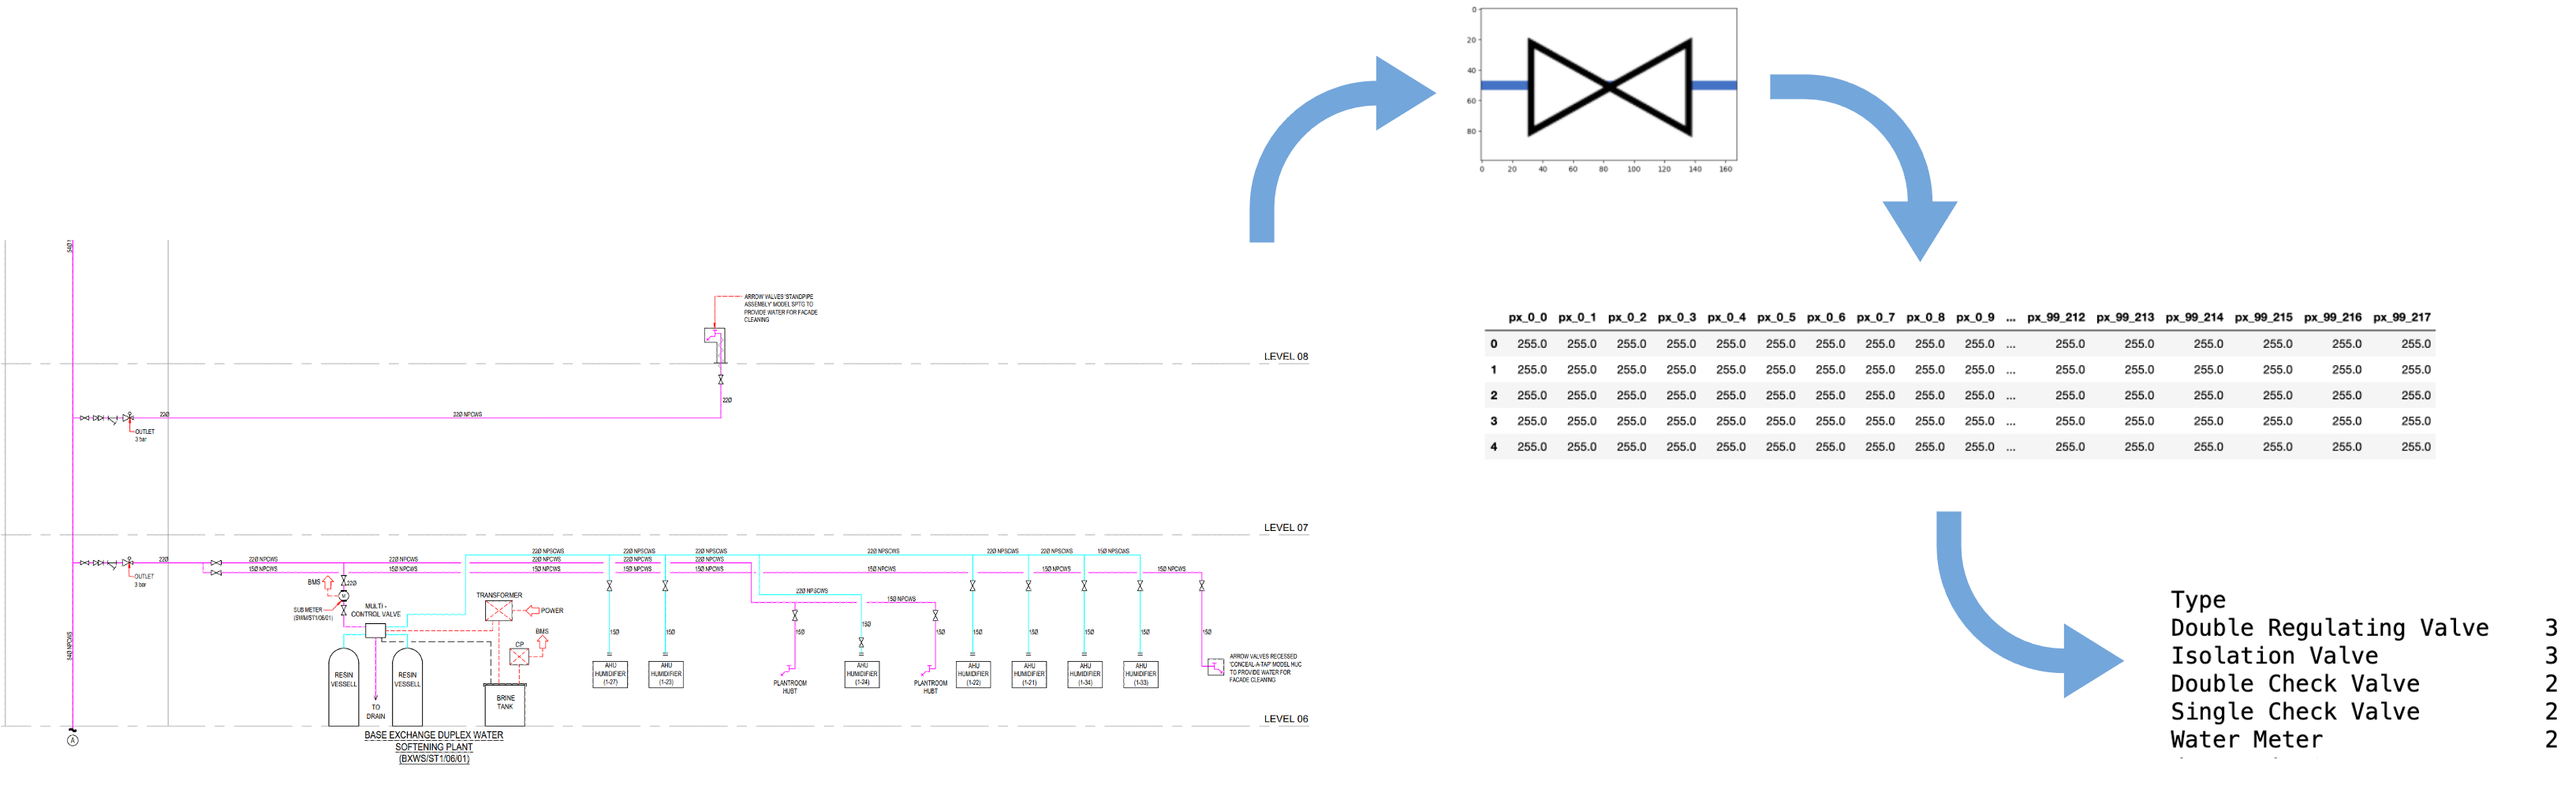 54Ø
ARROW VALVES 'STANDPIPE
ASSEMBLY' MODEL SPTG TO
PROVIDE WATER FOR FACADE
CLEANING
LEVEL 08
22Ø
22Ø
22Ø NPCWS
OUTLET
3 bar
LEVEL 07
22Ø
22Ø NPCWS
22Ø NPCWS
22Ø NPSCWS
22Ø NPSCWS
22Ø NPSCWS
22Ø NPSCWS
22Ø NPSCWS
22Ø NPSCWS
15Ø NPSCWS
22Ø NPCWS
22Ø NPCWS
22Ø NPCWS
15Ø NPCWS
15Ø NPCWS
15Ø NPCWS
15Ø NPCWS
15Ø NPCWS
15Ø NPCWS
15Ø NPCWS
15Ø NPCWS
OUTLET
3 bar
BMS
22Ø
M
SUB METER
(SWM/ST1/06/01)
MULTI -
CONTROL VALVE
TRANSFORMER
POWER
BMS
CP
22Ø NPSCWS
15Ø NPCWS
15Ø
15Ø
15Ø
15Ø
15Ø
15Ø
15Ø
15Ø
15Ø
15Ø
54Ø NPCWS
RESIN
VESSELL
RESIN
VESSELL
TO
DRAIN
BRINE
TANK
AHU
HUMIDIFIER
(1-27)
AHU
HUMIDIFIER
(1-23)
PLANTROOM
HUBT
AHU
HUMIDIFIER
(1-24)
PLANTROOM
HUBT
AHU
HUMIDIFIER
(1-22)
AHU
HUMIDIFIER
(1-21)
AHU
HUMIDIFIER
(1-34)
AHU
HUMIDIFIER
(1-33)
ARROW VALVES RECESSED
'CONCEAL-A-TAP' MODEL HUC
TO PROVIDE WATER FOR
FACADE CLEANING
LEVEL 06
A
BASE EXCHANGE DUPLEX WATER
SOFTENING PLANT
(BXWS/ST1/06/01)
0
20
40
60
80
0 20 40 60 80 100 120 140 160
px_0_0 px_0_1 px_0_2 px_0_3 px_0_4 px_0_5 px_0_6 px_0_7 px_0_8 px_0_9 ... px_99_212 px_99_213 px_99_214 px_99_215 px_99_216 px_99_217
0 255.0 255.0 255.0 255.0 255.0 255.0 255.0 255.0 255.0 255.0 ... 255.0 255.0 255.0 255.0 255.0 255.0
1 255.0 255.0 255.0 255.0 255.0 255.0 255.0 255.0 255.0 255.0 ... 255.0 255.0 255.0 255.0 255.0 255.0
2 255.0 255.0 255.0 255.0 255.0 255.0 255.0 255.0 255.0 255.0 ... 255.0 255.0 255.0 255.0 255.0 255.0
3 255.0 255.0 255.0 255.0 255.0 255.0 255.0 255.0 255.0 255.0 ... 255.0 255.0 255.0 255.0 255.0 255.0
4 255.0 255.0 255.0 255.0 255.0 255.0 255.0 255.0 255.0 255.0 ... 255.0 255.0 255.0 255.0 255.0 255.0
Type
Double Regulating Valve 3
Isolation Valve 3
Double Check Valve 2
Single Check Valve 2
Water Meter 2